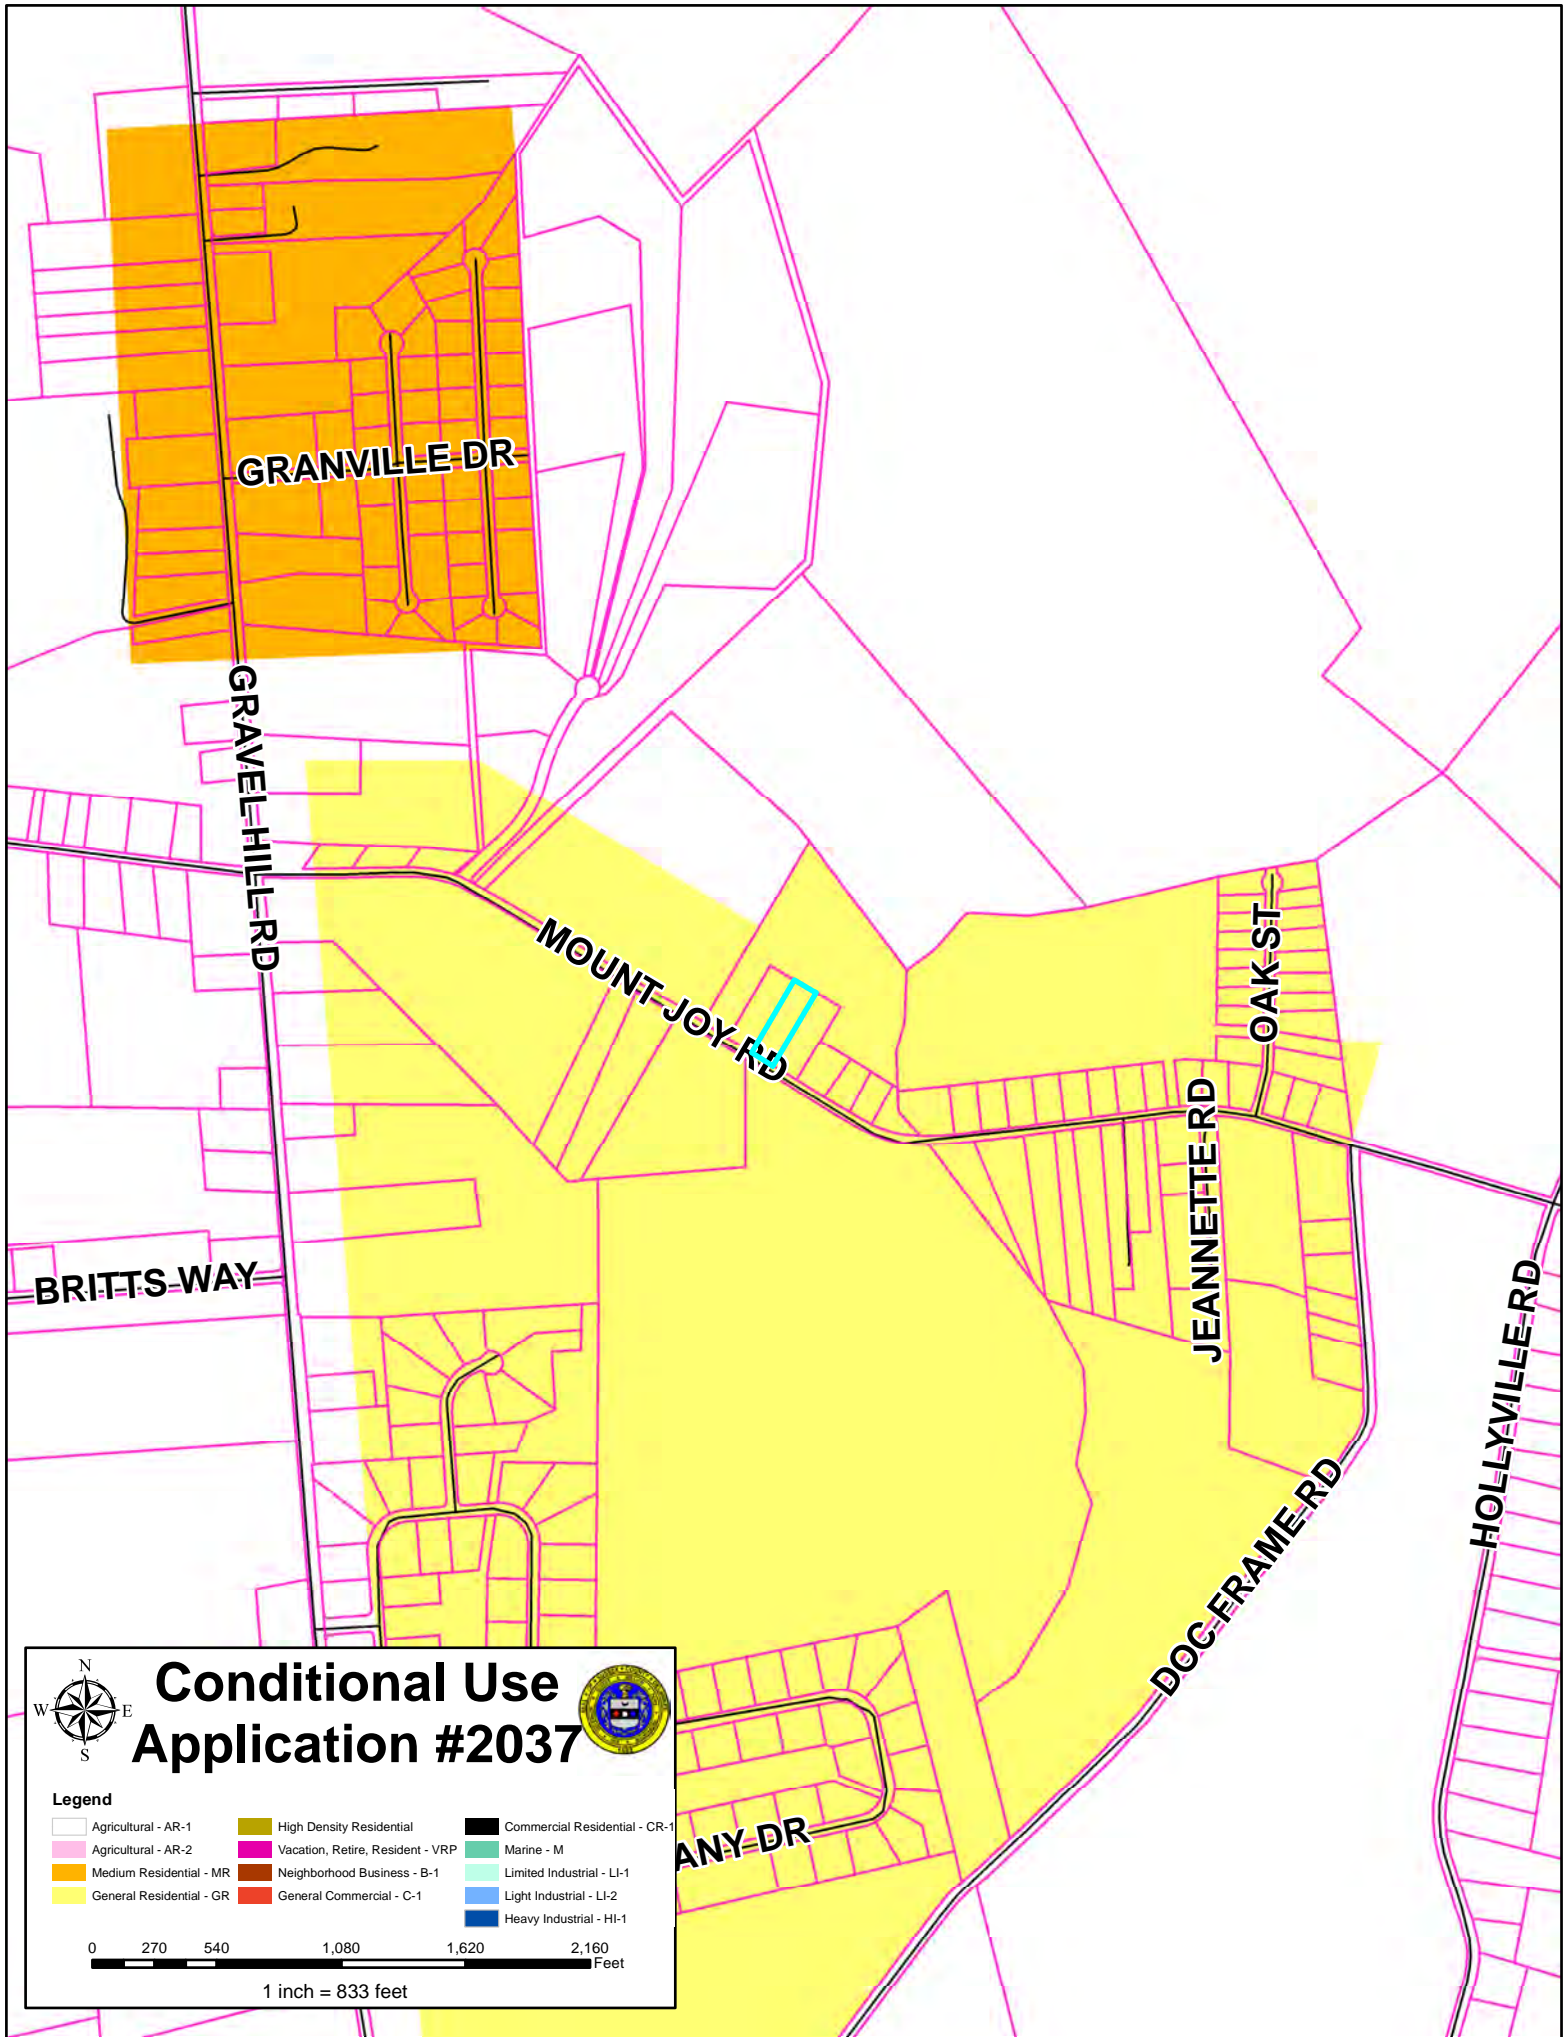 GRANVILLE DR
GRAVEL HILL RD
MOUNT JOY RD
OAK ST
JEANNETTE RD
BRITTS WAY
HOLLYVILLE RD
DOC FRAME RD
ANY DR
N
W E
S
Conditional Use
Application #2037
Legend
Agricultural - AR-1
Agricultural - AR-2
Medium Residential - MR
General Residential - GR
High Density Residential
Vacation, Retire, Resident - VRP
Neighborhood Business - B-1
General Commercial - C-1
Commercial Residential - CR-1
Marine - M
Limited Industrial - LI-1
Light Industrial - LI-2
Heavy Industrial - HI-1
0 270 540 1,080 1,620 2,160
Feet
1 inch = 833 feet